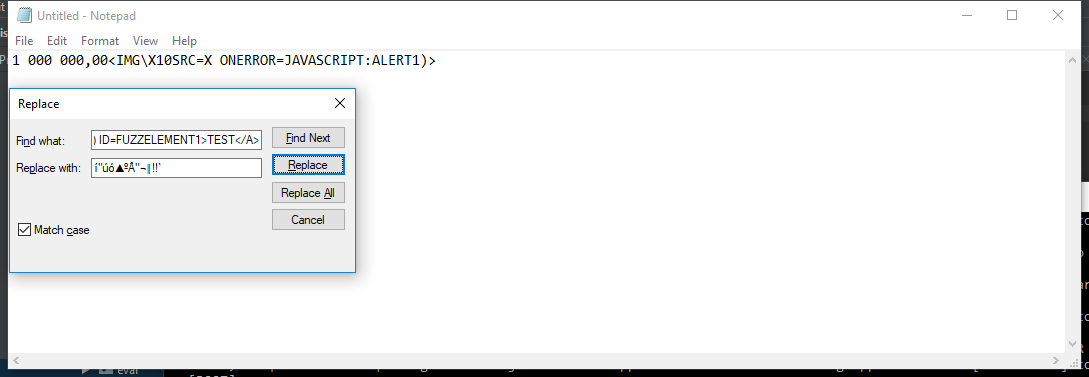 Untitled - Notepad
File Edit Format View Help
1 000 000,00<IMG\X10SRC=X ONERROR=JAVASCRIPT:ALERT1)>
Replace
Find what:
) ID=FUZZELEMENT1>TEST</A>
Find Next
Replace with:
í"úó▲ºÂ"¬‖!!`
Replace
Replace All
Cancel
Match case
eval